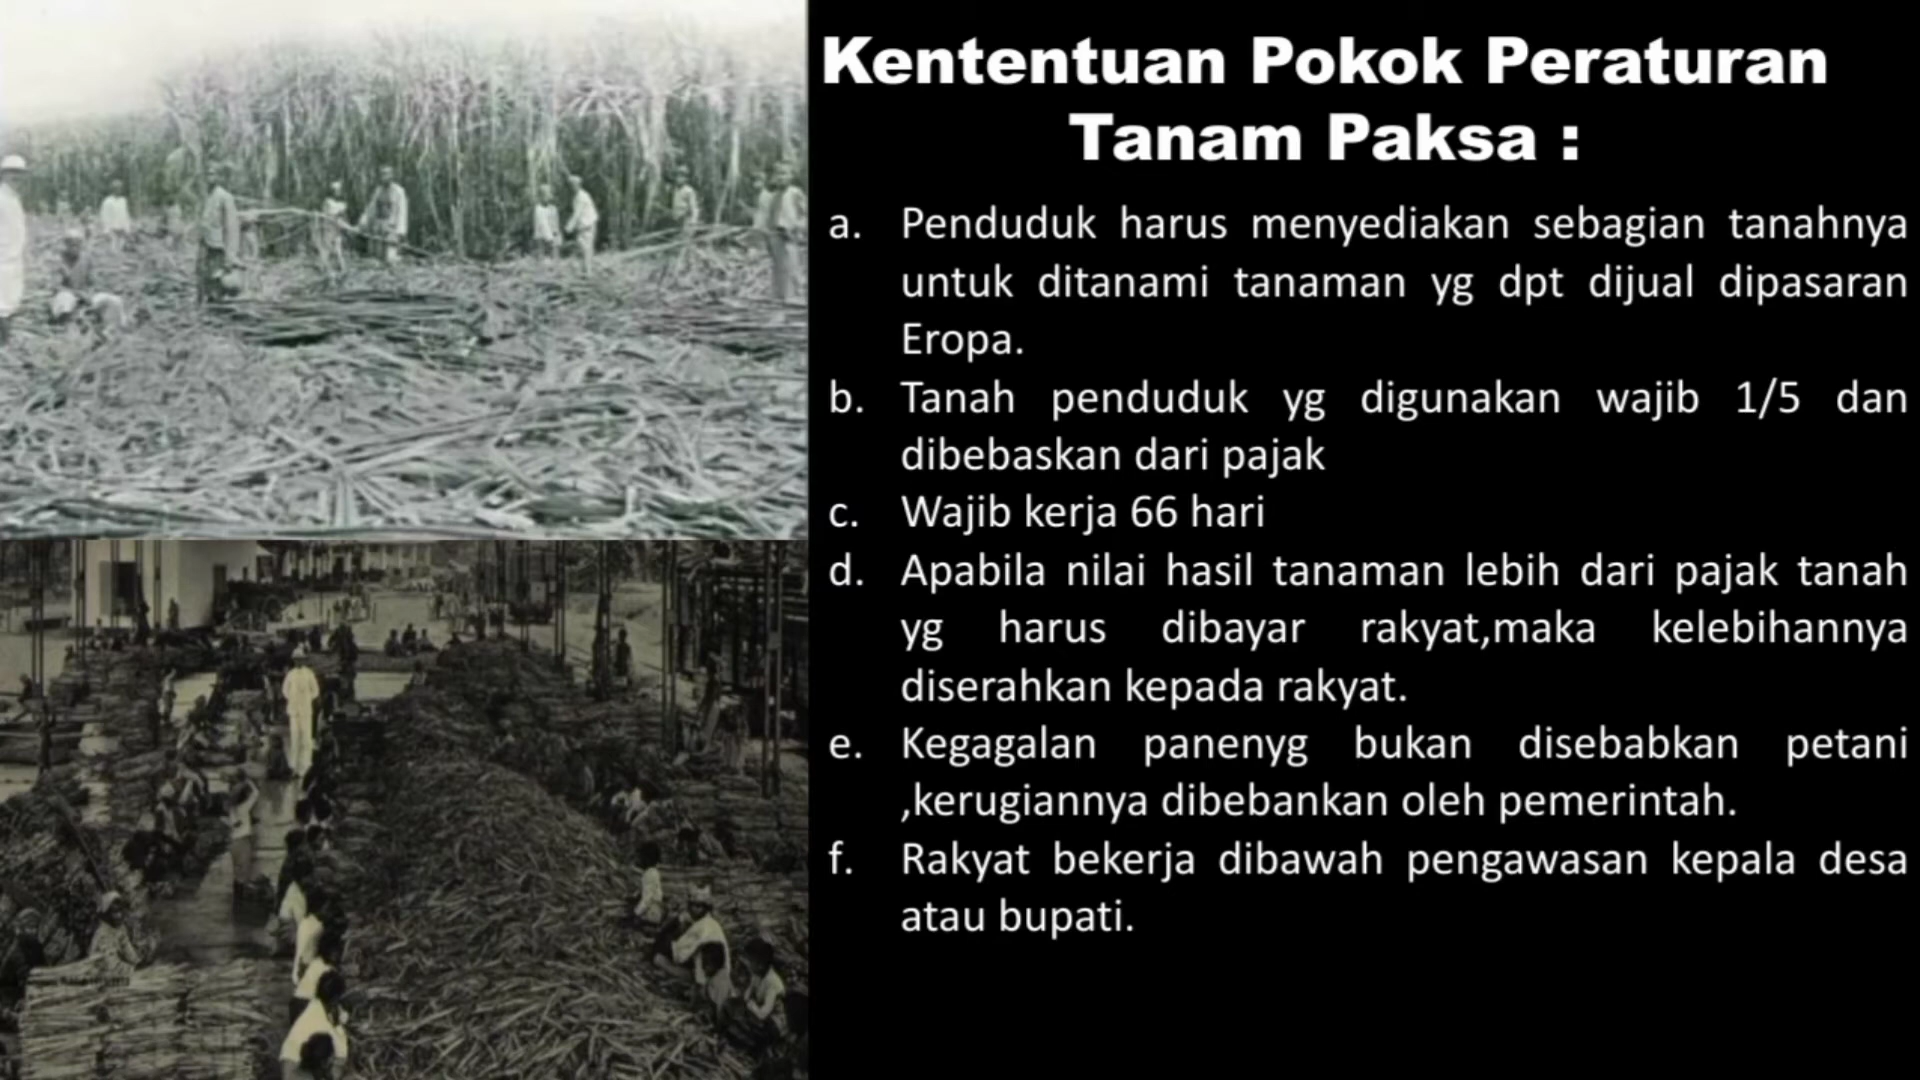 Kententuan Pokok Peraturan
Tanam Paksa :
a. Penduduk harus menyediakan sebagian tanahnya
untuk ditanami tanaman yg dpt dijual dipasaran
Eropa.
b. Tanah penduduk yg digunakan wajib 1/5 dan
dibebaskan dari pajak
c. Wajib kerja 66 hari
d. Apabila nilai hasil tanaman lebih dari pajak tanah
yg harus dibayar rakyat,maka kelebihannya
diserahkan kepada rakyat.
e. Kegagalan panenyg bukan disebabkan petani
,kerugiannya dibebankan oleh pemerintah.
f. Rakyat bekerja dibawah pengawasan kepala desa
atau bupati.